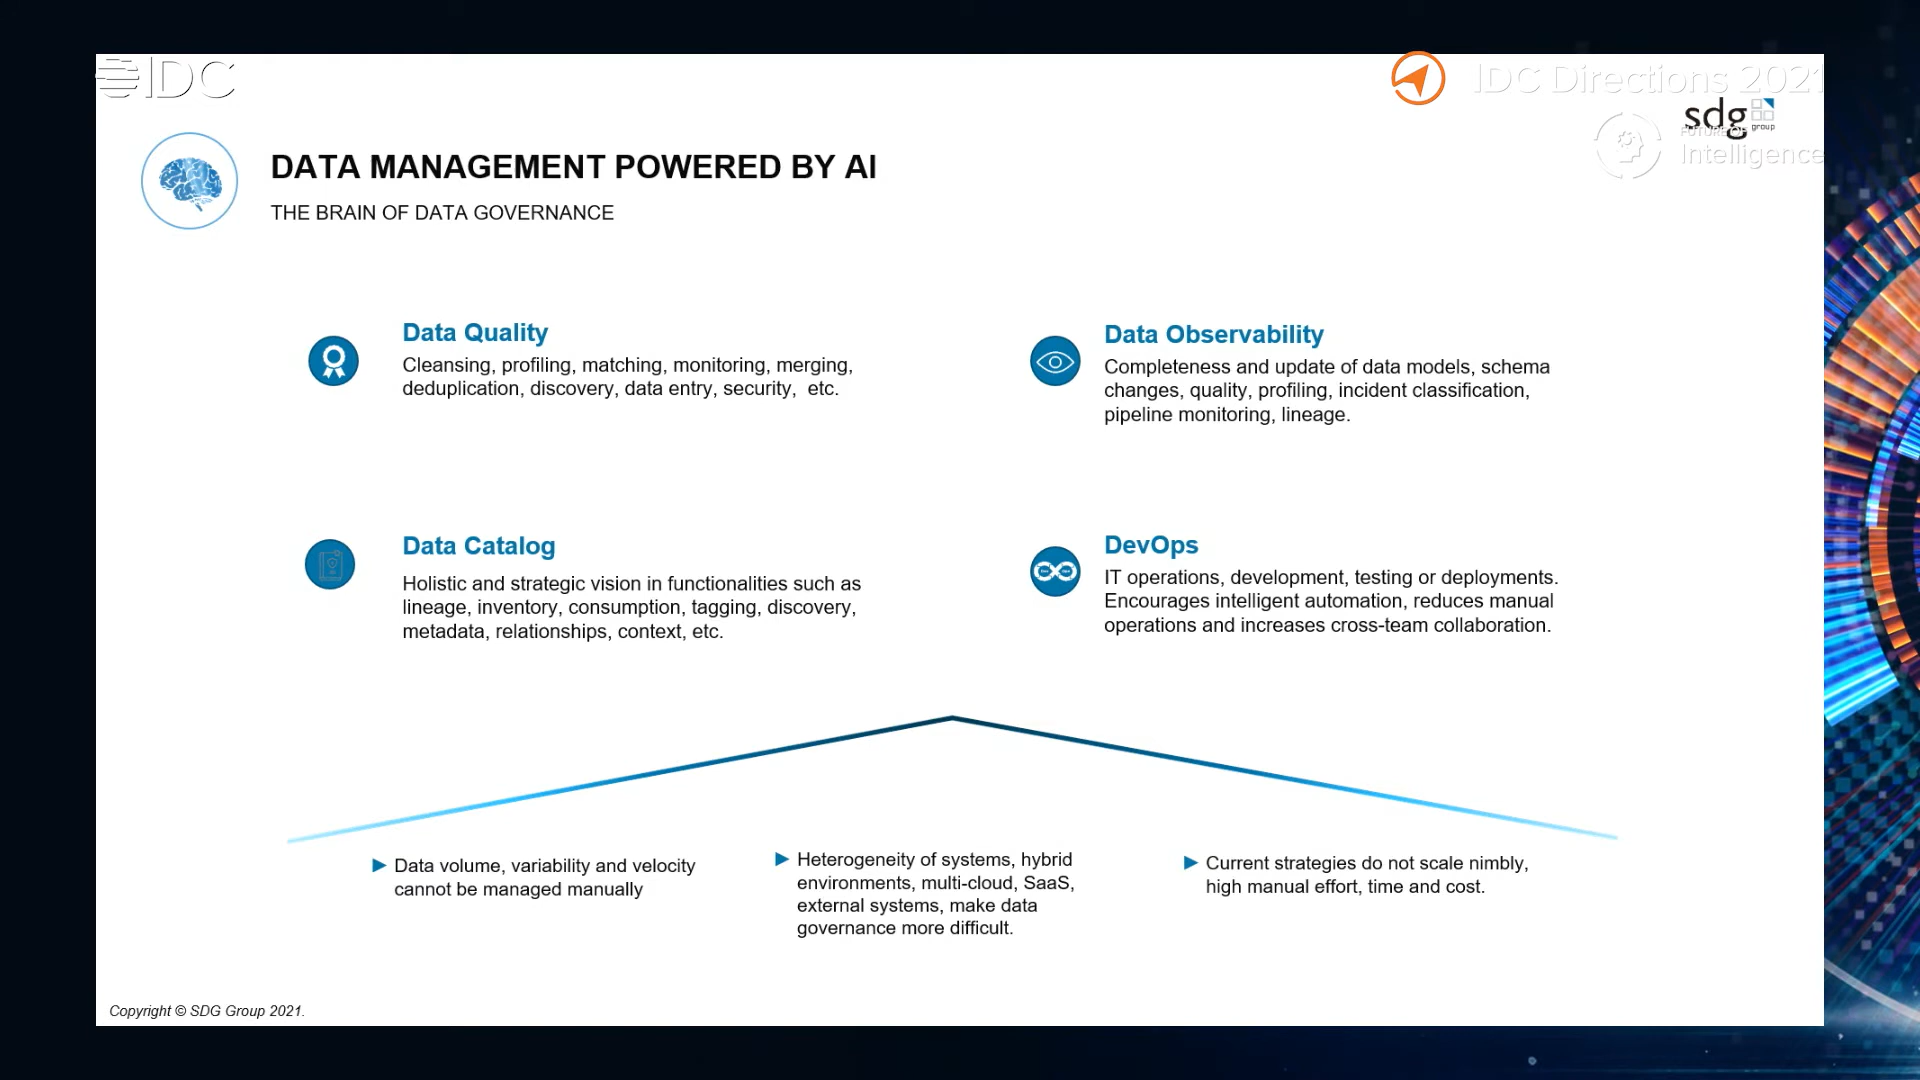 IDC
IDC Directions 2021
sdg
group
FUTURE OF
Intelligence
DATA MANAGEMENT POWERED BY AI
THE BRAIN OF DATA GOVERNANCE
Data Quality
Cleansing, profiling, matching, monitoring, merging,
deduplication, discovery, data entry, security,  etc.
Data Observability
Completeness and update of data models, schema
changes, quality, profiling, incident classification,
pipeline monitoring, lineage.
Data Catalog
Holistic and strategic vision in functionalities such as
lineage, inventory, consumption, tagging, discovery,
metadata, relationships, context, etc.
DevOps
IT operations, development, testing or deployments.
Encourages intelligent automation, reduces manual
operations and increases cross-team collaboration.
Data volume, variability and velocity
cannot be managed manually
Heterogeneity of systems, hybrid
environments, multi-cloud, SaaS,
external systems, make data
governance more difficult.
Current strategies do not scale nimbly,
high manual effort, time and cost.
Copyright © SDG Group 2021.